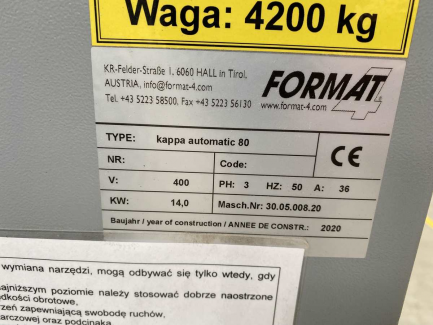 Waga: 4200 kg
KR-Felder-Straße 1, 6060 HALL in Tirol,
AUSTRIA, info@format-4.com
Tel. +43 5223 58500, Fax +43 5223 56130
FORMAT 4
www.format-4.com
TYPE: kappa automatic 80
NR: Code:
V: 400 PH: 3 HZ: 50 A: 36
KW: 14,0 Masch.Nr: 30.05.008.20
CE
Baujahr / year of construction / ANNEE DE CONSTR.: 2020
wymiana narzędzi, mogą odbywać się tylko wtedy, gdy
najniższym poziomie należy stosować dobrze naostrzone
obrotowe,
zapewniającą swobodę ruchów.
oraz podcinaka